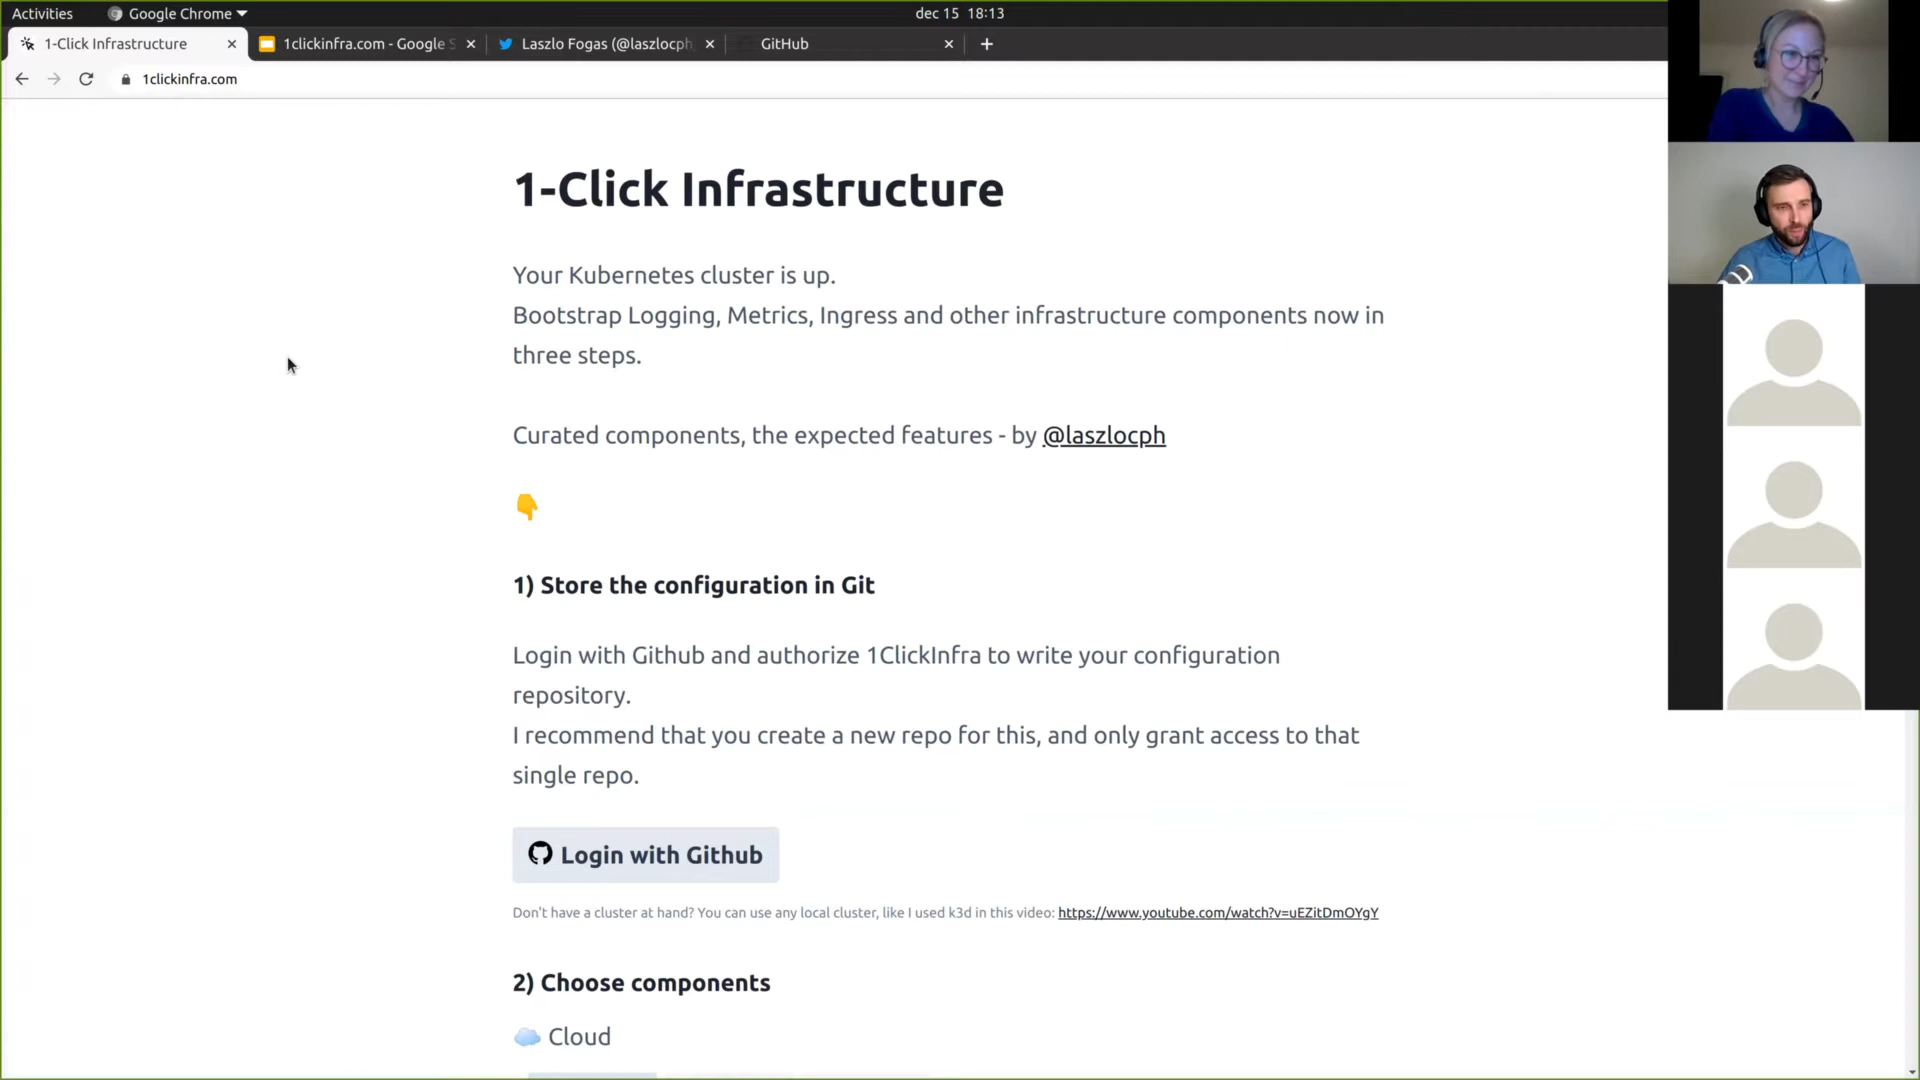 Activities
Google Chrome
dec 15 18:13
1-Click Infrastructure
1clickinfra.com - Google S
Laszlo Fogas (@laszlocph
GitHub
1clickinfra.com
1-Click Infrastructure
Your Kubernetes cluster is up.
Bootstrap Logging, Metrics, Ingress and other infrastructure components now in
three steps.
Curated components, the expected features - by @laszlocph
1) Store the configuration in Git
Login with Github and authorize 1ClickInfra to write your configuration
repository.
I recommend that you create a new repo for this, and only grant access to that
single repo.
Login with Github
Don't have a cluster at hand? You can use any local cluster, like I used k3d in this video: https://www.youtube.com/watch?v=uEZitDmOYgY
2) Choose components
Cloud